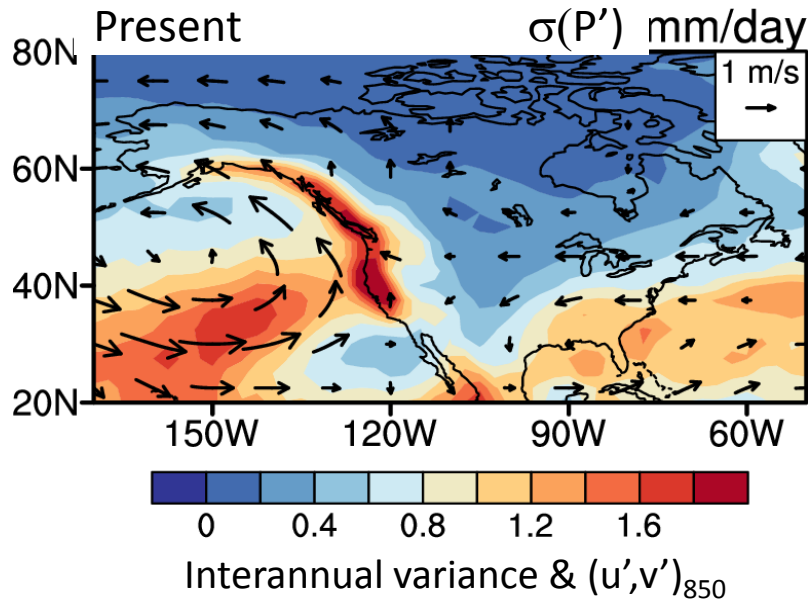 Present σ(P’) mm/day
80N
1 m/s
60N
40N
20N
150W 120W 90W 60W
0 0.4 0.8 1.2 1.6
Interannual variance & (u’,v’)850